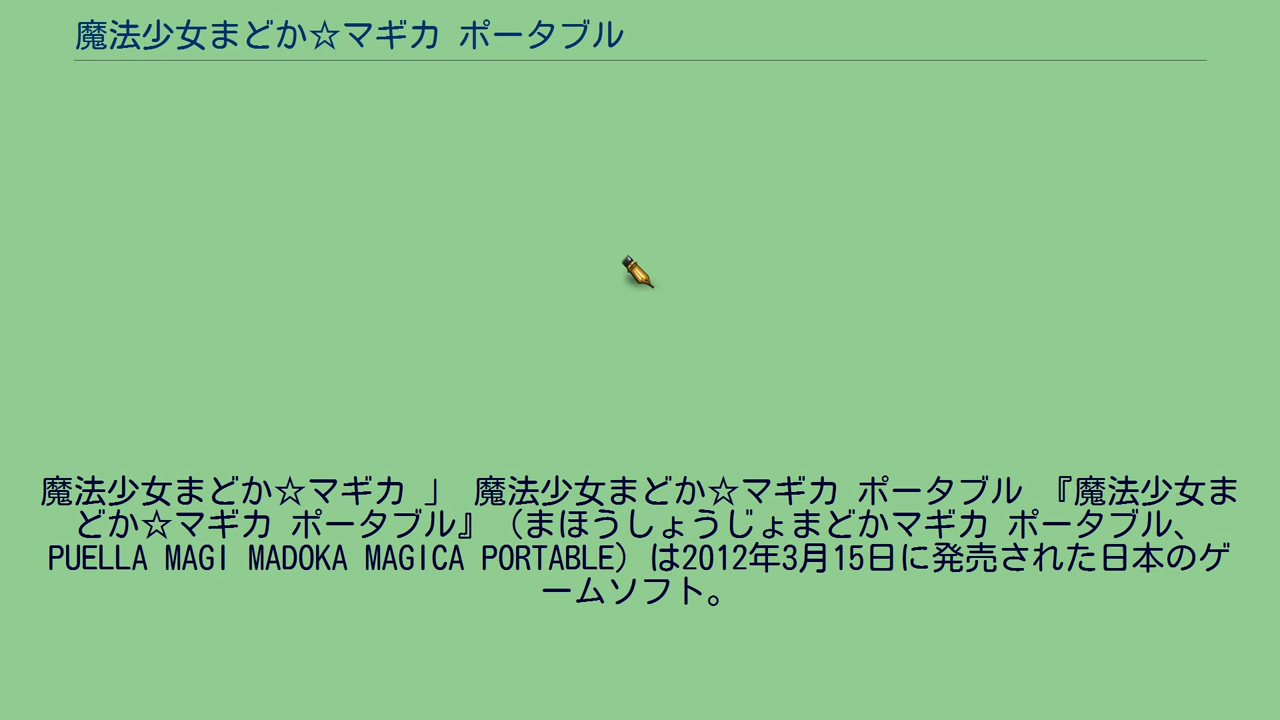 魔法少女まどか☆マギカ ポータブル
魔法少女まどか☆マギカ 」 魔法少女まどか☆マギカ ポータブル 『魔法少女ま
どか☆マギカ ポータブル』（まほうしょうじょまどかマギカ ポータブル、
PUELLA MAGI MADOKA MAGICA PORTABLE）は2012年3月15日に発売された日本のゲ
ームソフト。